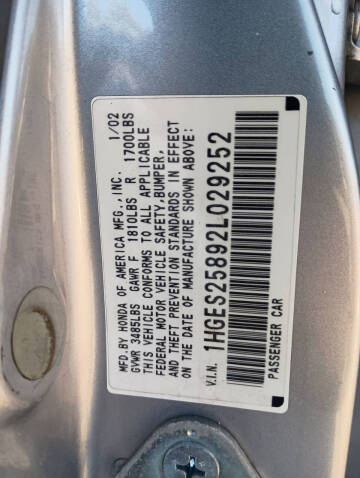 MFD.BY HONDA OF AMERICA MFG.,INC. 1/02
GVWR 3485LBS GAWR F 1810LBS R 1700LBS
THIS VEHICLE CONFORMS TO ALL APPLICABLE
FEDERAL MOTOR VEHICLE SAFETY,BUMPER,
AND THEFT PREVENTION STANDARDS IN EFFECT
ON THE DATE OF MANUFACTURE SHOWN ABOVE:
V.I.N. 1HGES25892L029252
PASSENGER CAR